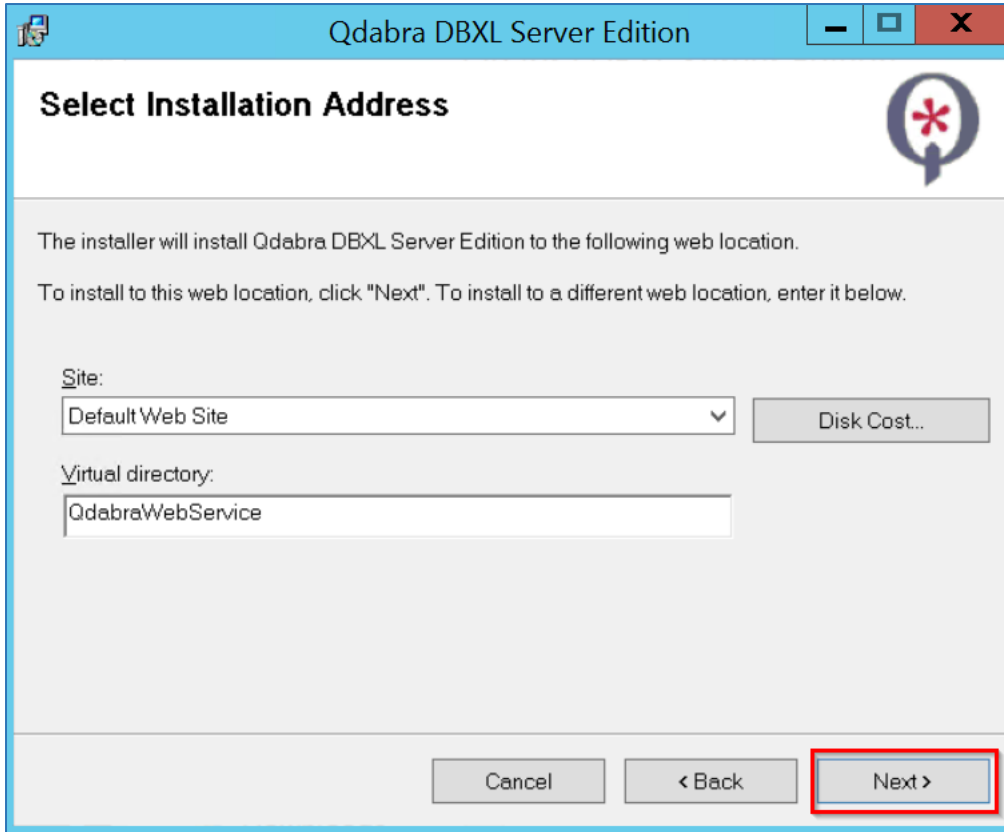 Qdabra DBXL Server Edition
Select Installation Address
The installer will install Qdabra DBXL Server Edition to the following web location.
To install to this web location, click "Next". To install to a different web location, enter it below.
Site:
Default Web Site
Disk Cost...
Virtual directory:
QdabraWebService
Cancel
< Back
Next >